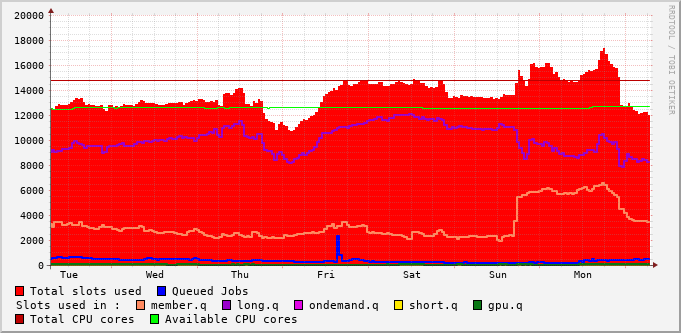 20000
18000
16000
14000
12000
10000
8000
6000
4000
2000
0
Tue Wed Thu Fri Sat Sun Mon
RRDTOOL / TOBI OETIKER
Total slots used Queued Jobs
Slots used in : member.q long.q ondemand.q short.q gpu.q
Total CPU cores Available CPU cores